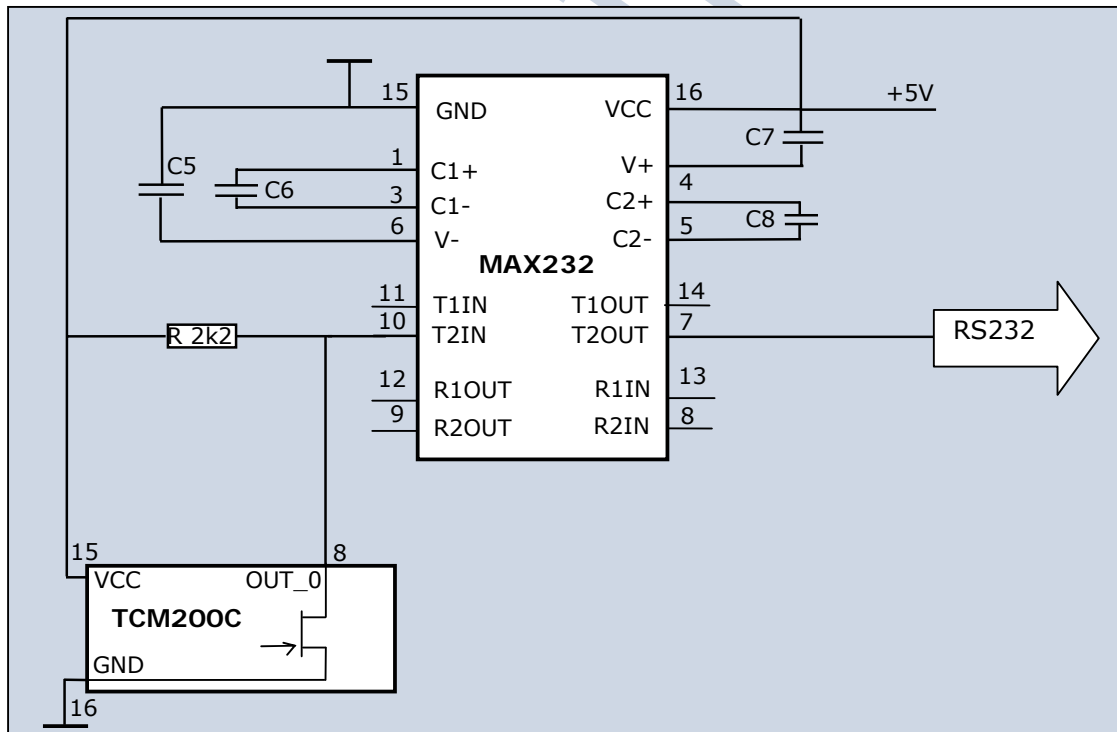 15
GND
VCC
16
+5V
C7
C5
1
C1+
V+
4
C6
3
C1-
C2+
C8
6
V-
C2-
5
MAX232
11
T1IN
T1OUT
14
10
T2IN
T2OUT
7
RS232
R 2k2
12
R1OUT
R1IN
13
9
R2OUT
R2IN
8
15
8
VCC
OUT_0
TCM200C
GND
16